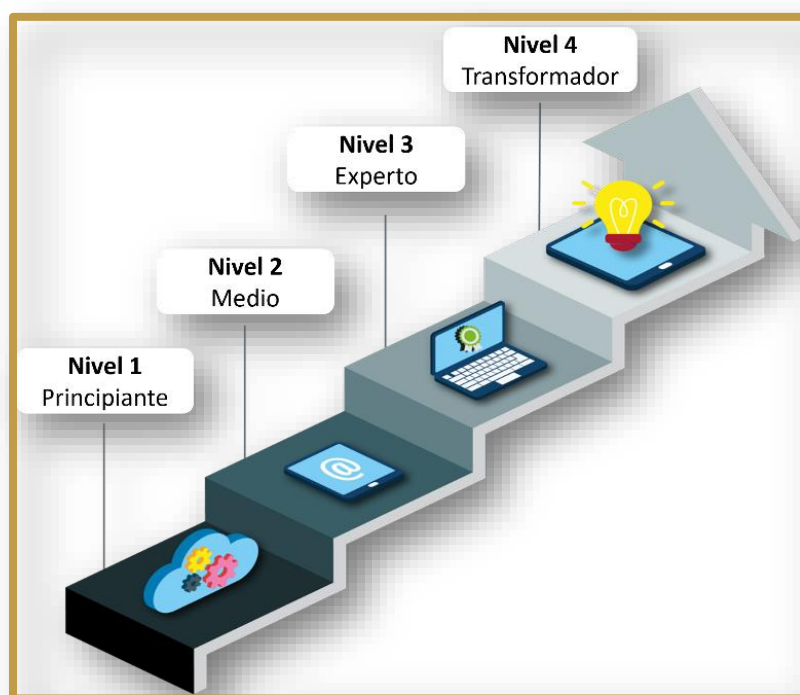 Nivel 4
Transformador
Nivel 3
Experto
Nivel 2
Medio
Nivel 1
Principiante
@